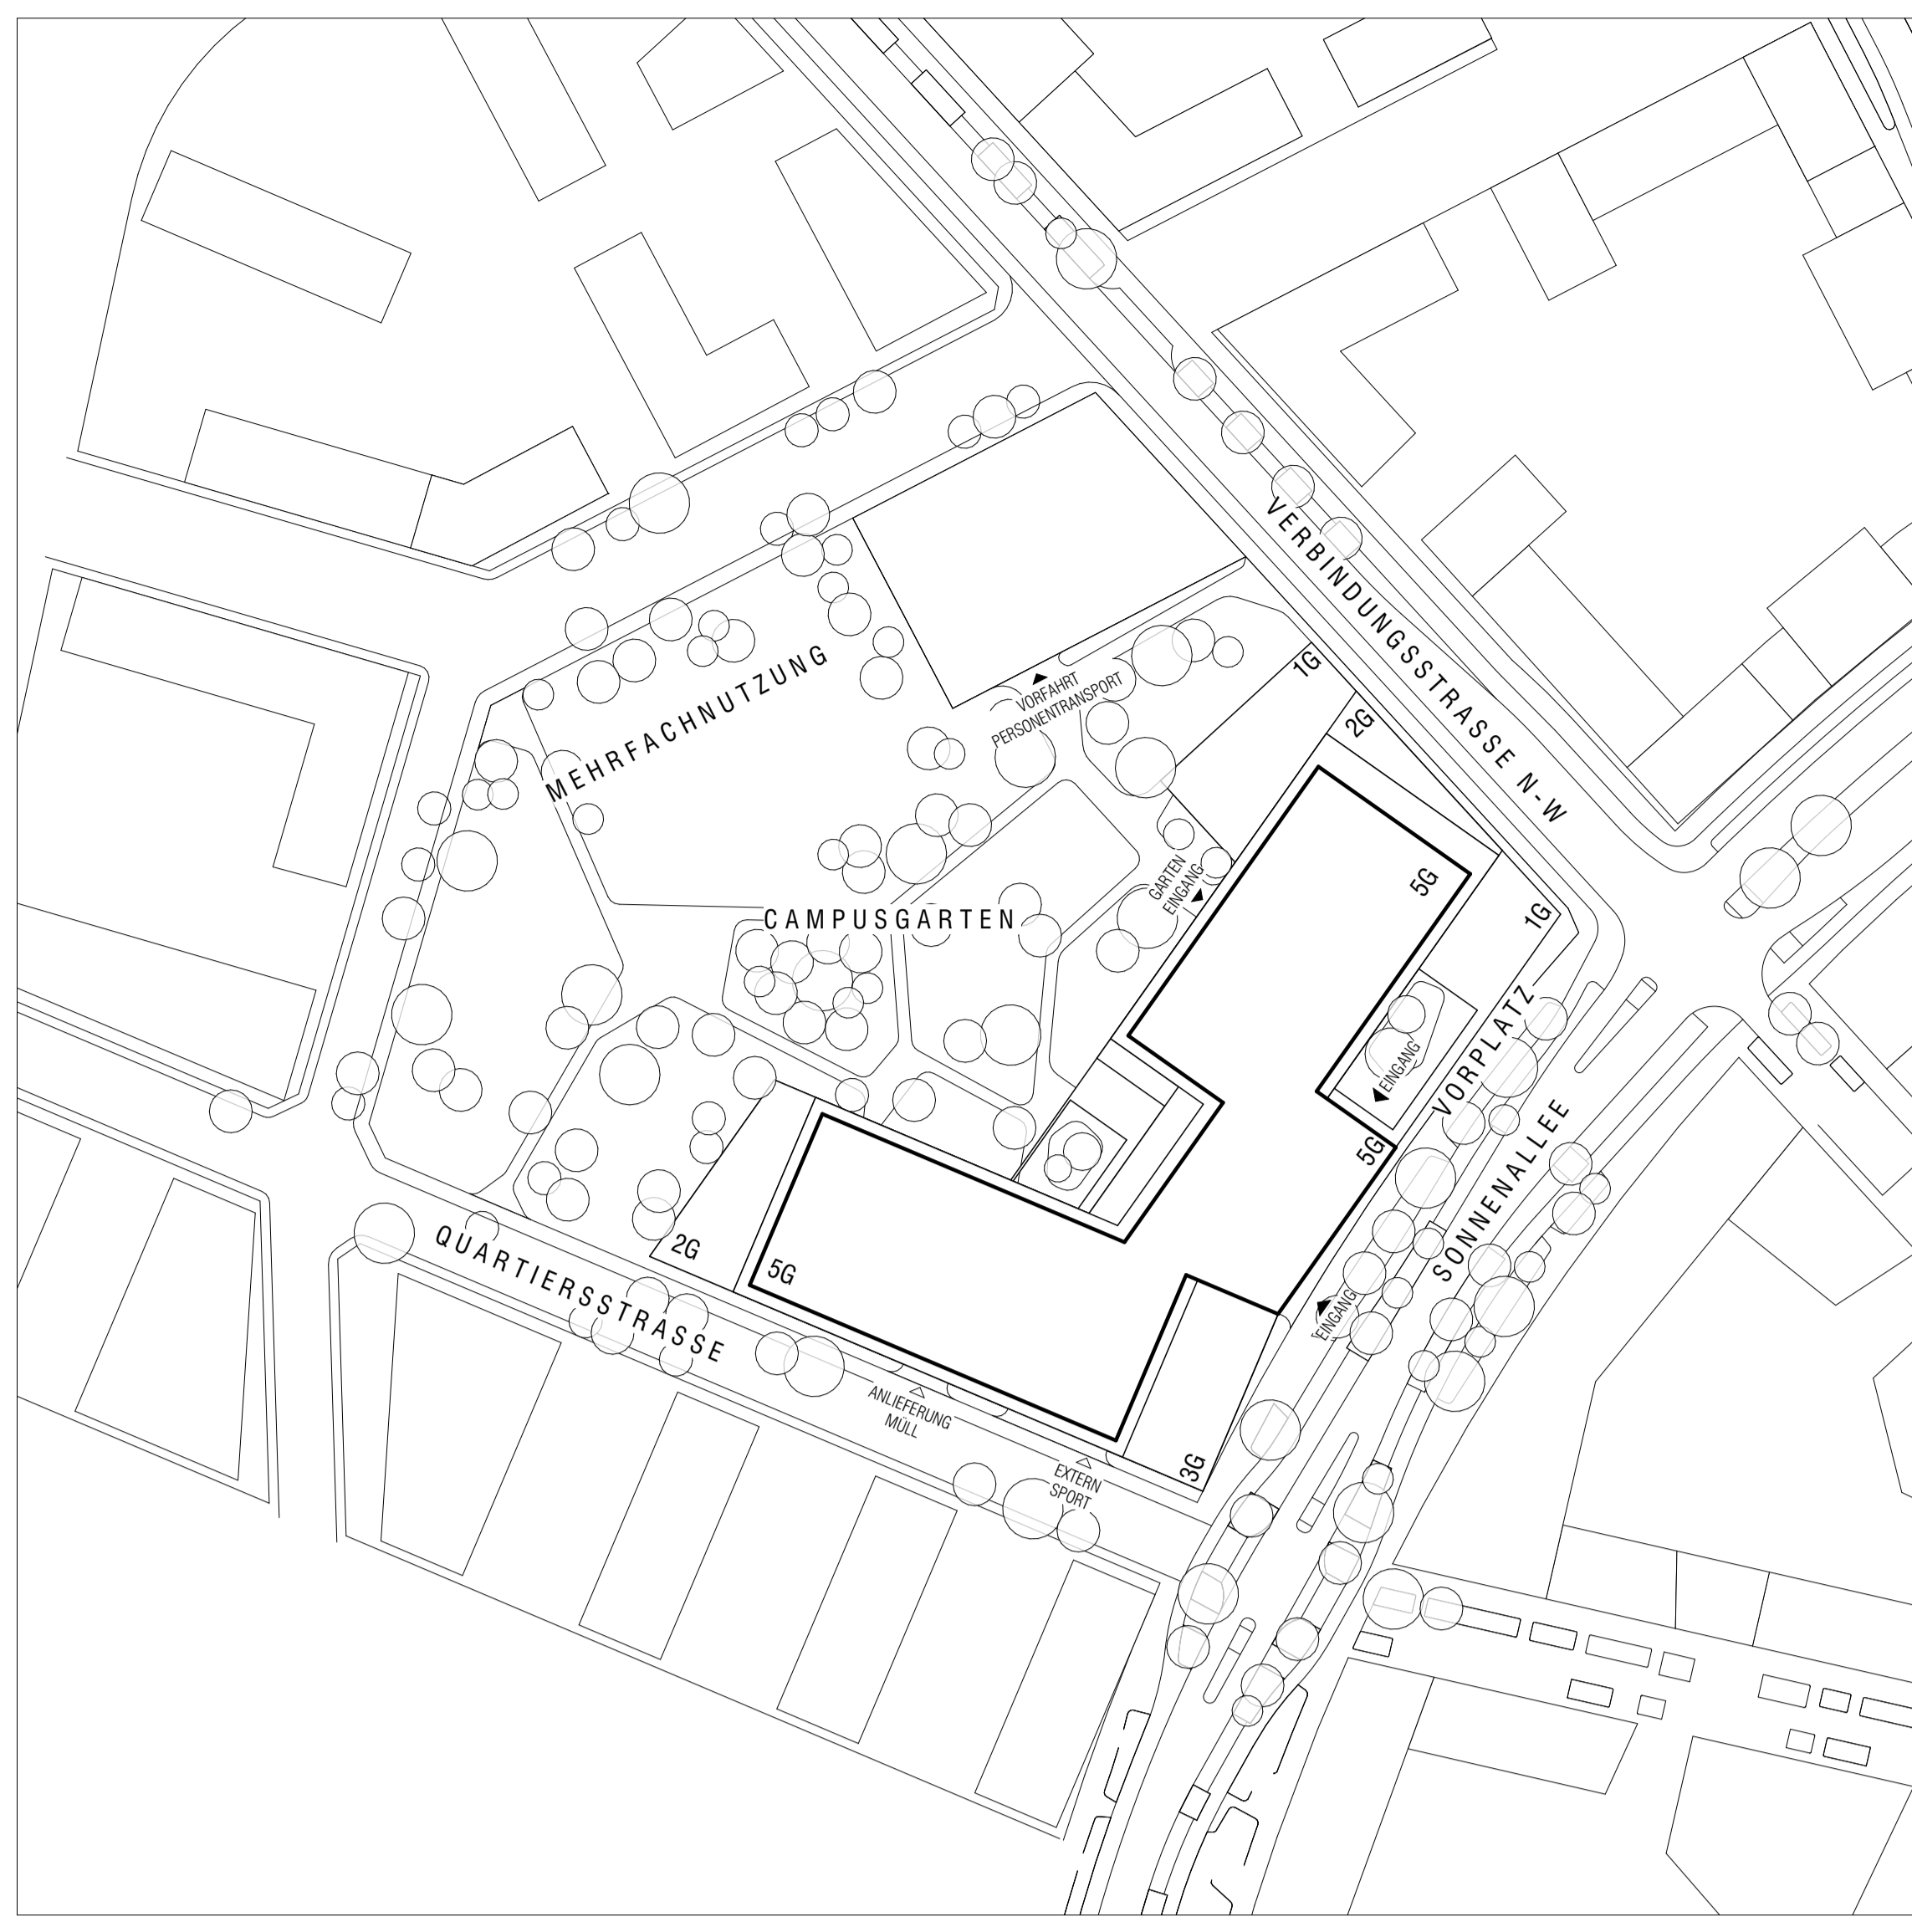 VERBINDUNGSSTRASSE N-W
MEHRFACHNUTZUNG
VORFAHRT
PERSONENTRANSPORT
1G
2G
GARTEN
EINGANG
5G
1G
CAMPUSGARTEN
VORPLATZ
EINGANG
5G
SONNENALLEE
QUARTIERSSTRASSE
2G
5G
EINGANG
ANLIEFERUNG
MÜLL
EXTERN
SPORT
3G